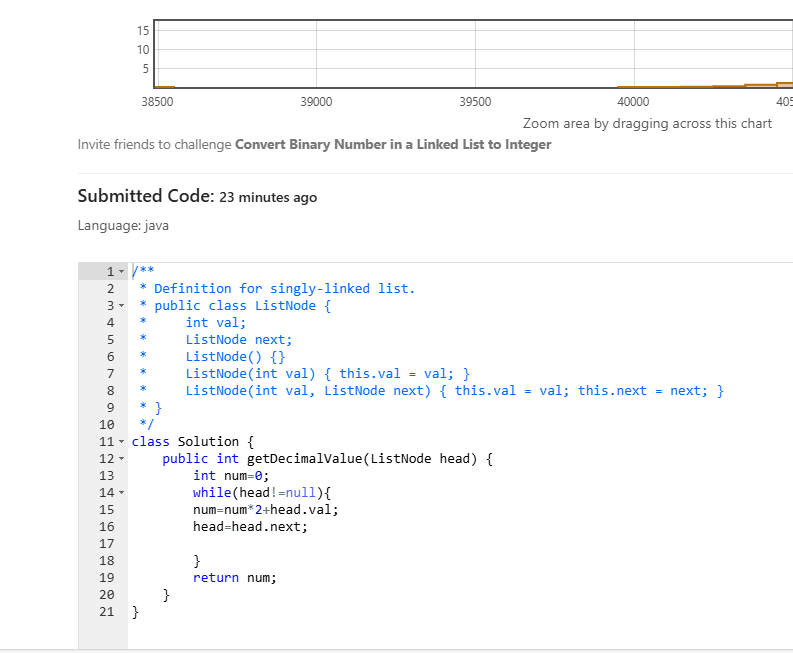 15
10
5
38500 39000 39500 40000 405
Zoom area by dragging across this chart
Invite friends to challenge Convert Binary Number in a Linked List to Integer
Submitted Code: 23 minutes ago
Language: java
1 /**
2  * Definition for singly-linked list.
3  * public class ListNode {
4  *     int val;
5  *     ListNode next;
6  *     ListNode() {}
7  *     ListNode(int val) { this.val = val; }
8  *     ListNode(int val, ListNode next) { this.val = val; this.next = next; }
9  * }
10  */
11 class Solution {
12     public int getDecimalValue(ListNode head) {
13         int num=0;
14         while(head!=null){
15         num=num*2+head.val;
16         head=head.next;
17
18         }
19         return num;
20     }
21 }